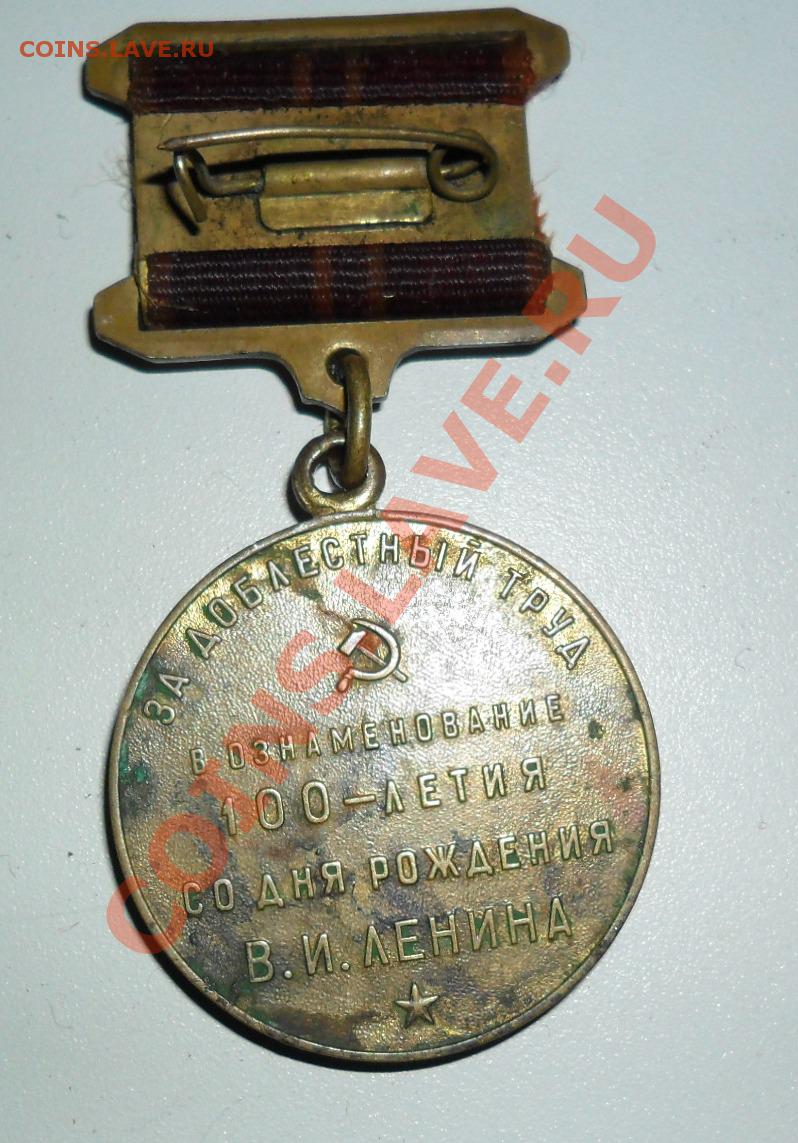 COINS.LAVE.RU
ЗА ДОБЛЕСТНЫЙ ТРУД
В ОЗНАМЕНОВАНИЕ
100-ЛЕТИЯ
СО ДНЯ РОЖДЕНИЯ
В.И.ЛЕНИНА
COINS.LAVE.RU